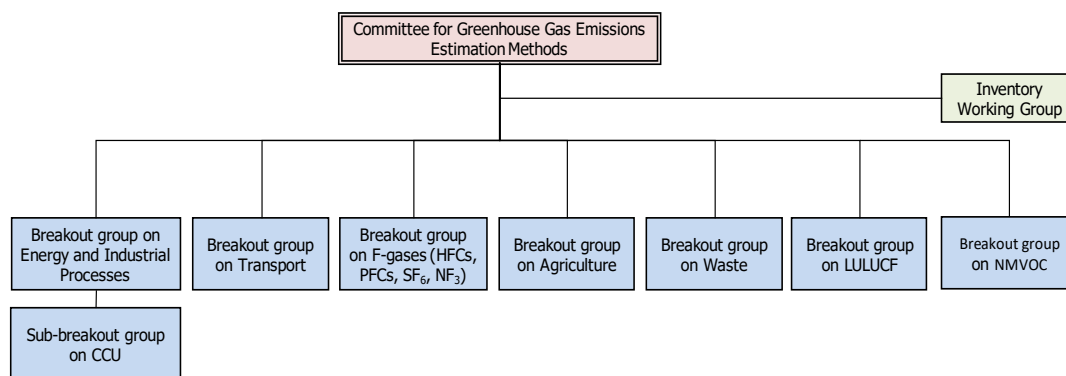 Committee for Greenhouse Gas Emissions
Estimation Methods
Inventory
Working Group
Breakout group on
Energy and Industrial
Processes
Breakout group
on Transport
Breakout group
on F-gases (HFCs,
PFCs, SF₆, NF₃)
Breakout group
on Agriculture
Breakout group
on Waste
Breakout group
on LULUCF
Breakout group
on NMVOC
Sub-breakout group
on CCU